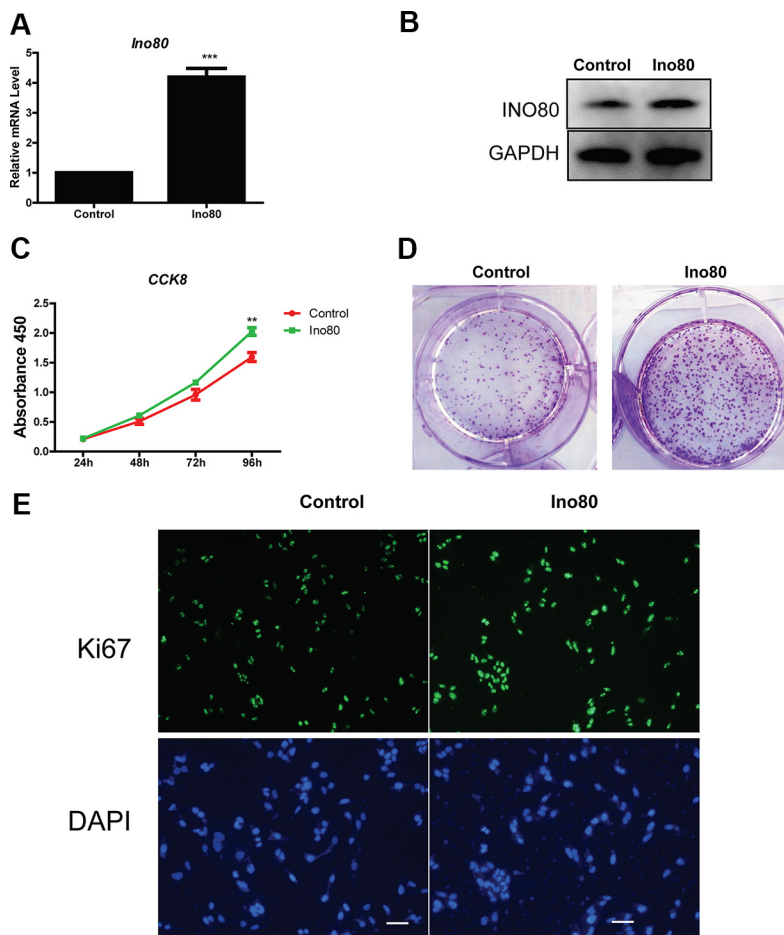 A
Ino80
***
Relative mRNA Level
5
4
3
2
1
0
Control
Ino80
B
Control Ino80
INO80
GAPDH
C
CCK8
Absorbance 450
2.5
2.0
1.5
1.0
0.5
0.0
**
Control
Ino80
24h 48h 72h 96h
D
Control Ino80
E
Control Ino80
Ki67
DAPI